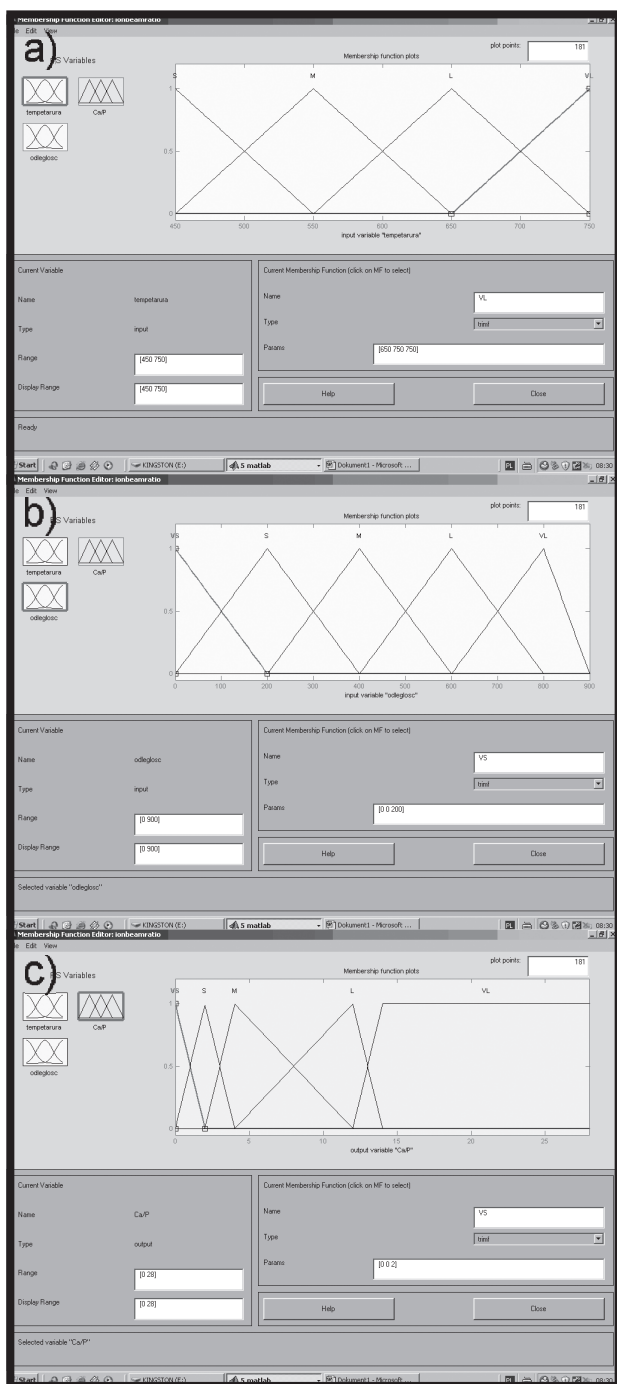 Membership Function Editor: ionbeamratio
Edit View
a)
Variables
plot points: 181
Membership function plots
tempetarura Ca/P
odleglosc
S M L VL
1
0.5
0
450 500 550 600 650 700 750
input variable "tempetarura"
Current Variable
Name tempetarura
Type input
Range [450 750]
Display Range [450 750]
Current Membership Function (click on MF to select)
Name VL
Type trimf
Params [650 750 750]
Help Close
Ready
Start KINGSTON (E:) 5 matlab Dokument1 - Microsoft ... PL 08:30
Membership Function Editor: ionbeamratio
Edit View
b)
Variables
plot points: 181
Membership function plots
tempetarura Ca/P
odleglosc
VS S M L VL
1
0.5
0
0 100 200 300 400 500 600 700 800 900
input variable "odleglosc"
Current Variable
Name odleglosc
Type input
Range [0 900]
Display Range [0 900]
Current Membership Function (click on MF to select)
Name VS
Type trimf
Params [0 0 200]
Help Close
Selected variable "odleglosc"
Start KINGSTON (E:) 5 matlab Dokument1 - Microsoft ... PL 08:30
Membership Function Editor: ionbeamratio
Edit View
c)
Variables
plot points: 181
Membership function plots
tempetarura Ca/P
odleglosc
VS S M L VL
1
0.5
0
0 5 10 15 20 25
output variable "Ca/P"
Current Variable
Name Ca/P
Type output
Range [0 28]
Display Range [0 28]
Current Membership Function (click on MF to select)
Name VS
Type trimf
Params [0 0 2]
Help Close
Selected variable "Ca/P"
Start KINGSTON (E:) 5 matlab Dokument1 - Microsoft ... PL 08:30